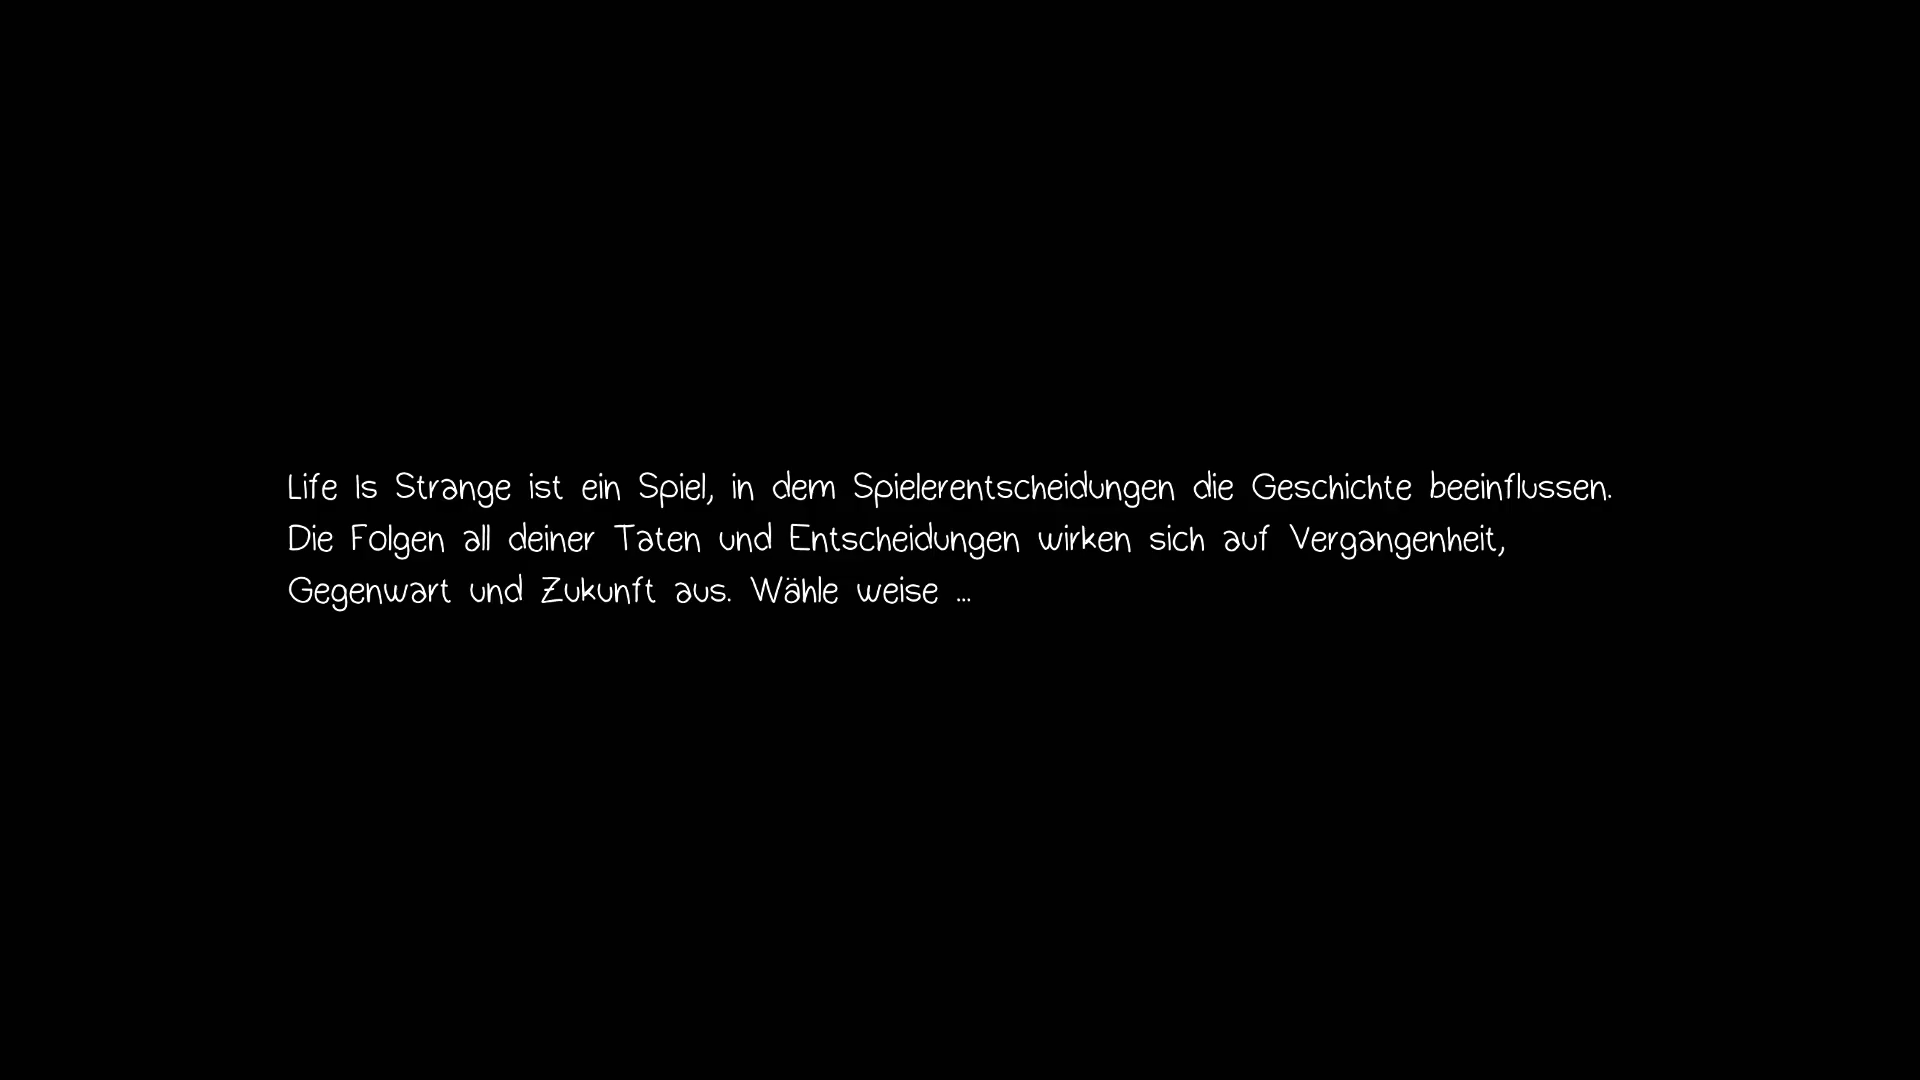 Life Is Strange ist ein Spiel, in dem Spielerentscheidungen die Geschichte beeinflussen.
Die Folgen all deiner Taten und Entscheidungen wirken sich auf Vergangenheit,
Gegenwart und Zukunft aus. Wähle weise ...